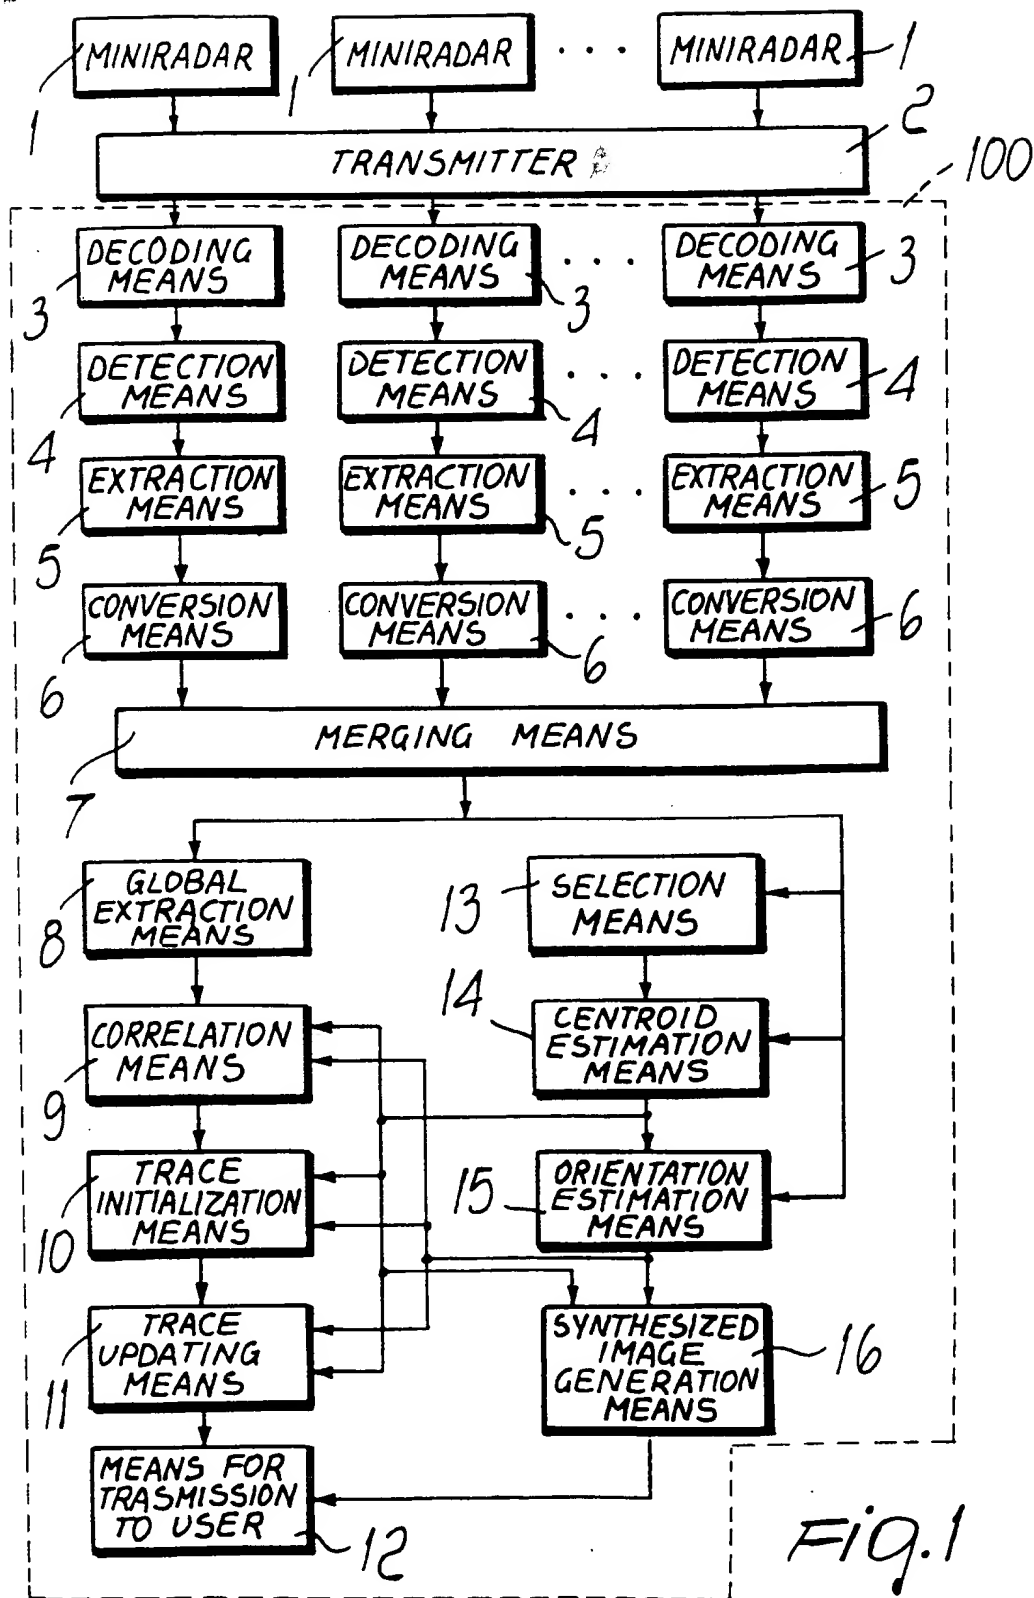 MINIRADAR MINIRADAR . . . MINIRADAR 1
1 1
2
TRANSMITTER
100
DECODING MEANS
DECODING MEANS
. . .
DECODING MEANS
3
3
3
DETECTION MEANS
DETECTION MEANS
. . .
DETECTION MEANS
4
4
4
EXTRACTION MEANS
EXTRACTION MEANS
. . .
EXTRACTION MEANS
5
5
5
CONVERSION MEANS
CONVERSION MEANS
. . .
CONVERSION MEANS
6
6
6
MERGING MEANS
7
GLOBAL
EXTRACTION
MEANS
8
13
SELECTION
MEANS
CORRELATION
MEANS
9
14
CENTROID
ESTIMATION
MEANS
TRACE
INITIALIZATION
MEANS
10
15
ORIENTATION
ESTIMATION
MEANS
TRACE
UPDATING
MEANS
11
SYNTHESIZED
IMAGE
GENERATION
MEANS
16
MEANS FOR
TRASMISSION
TO USER
12
Fig.1